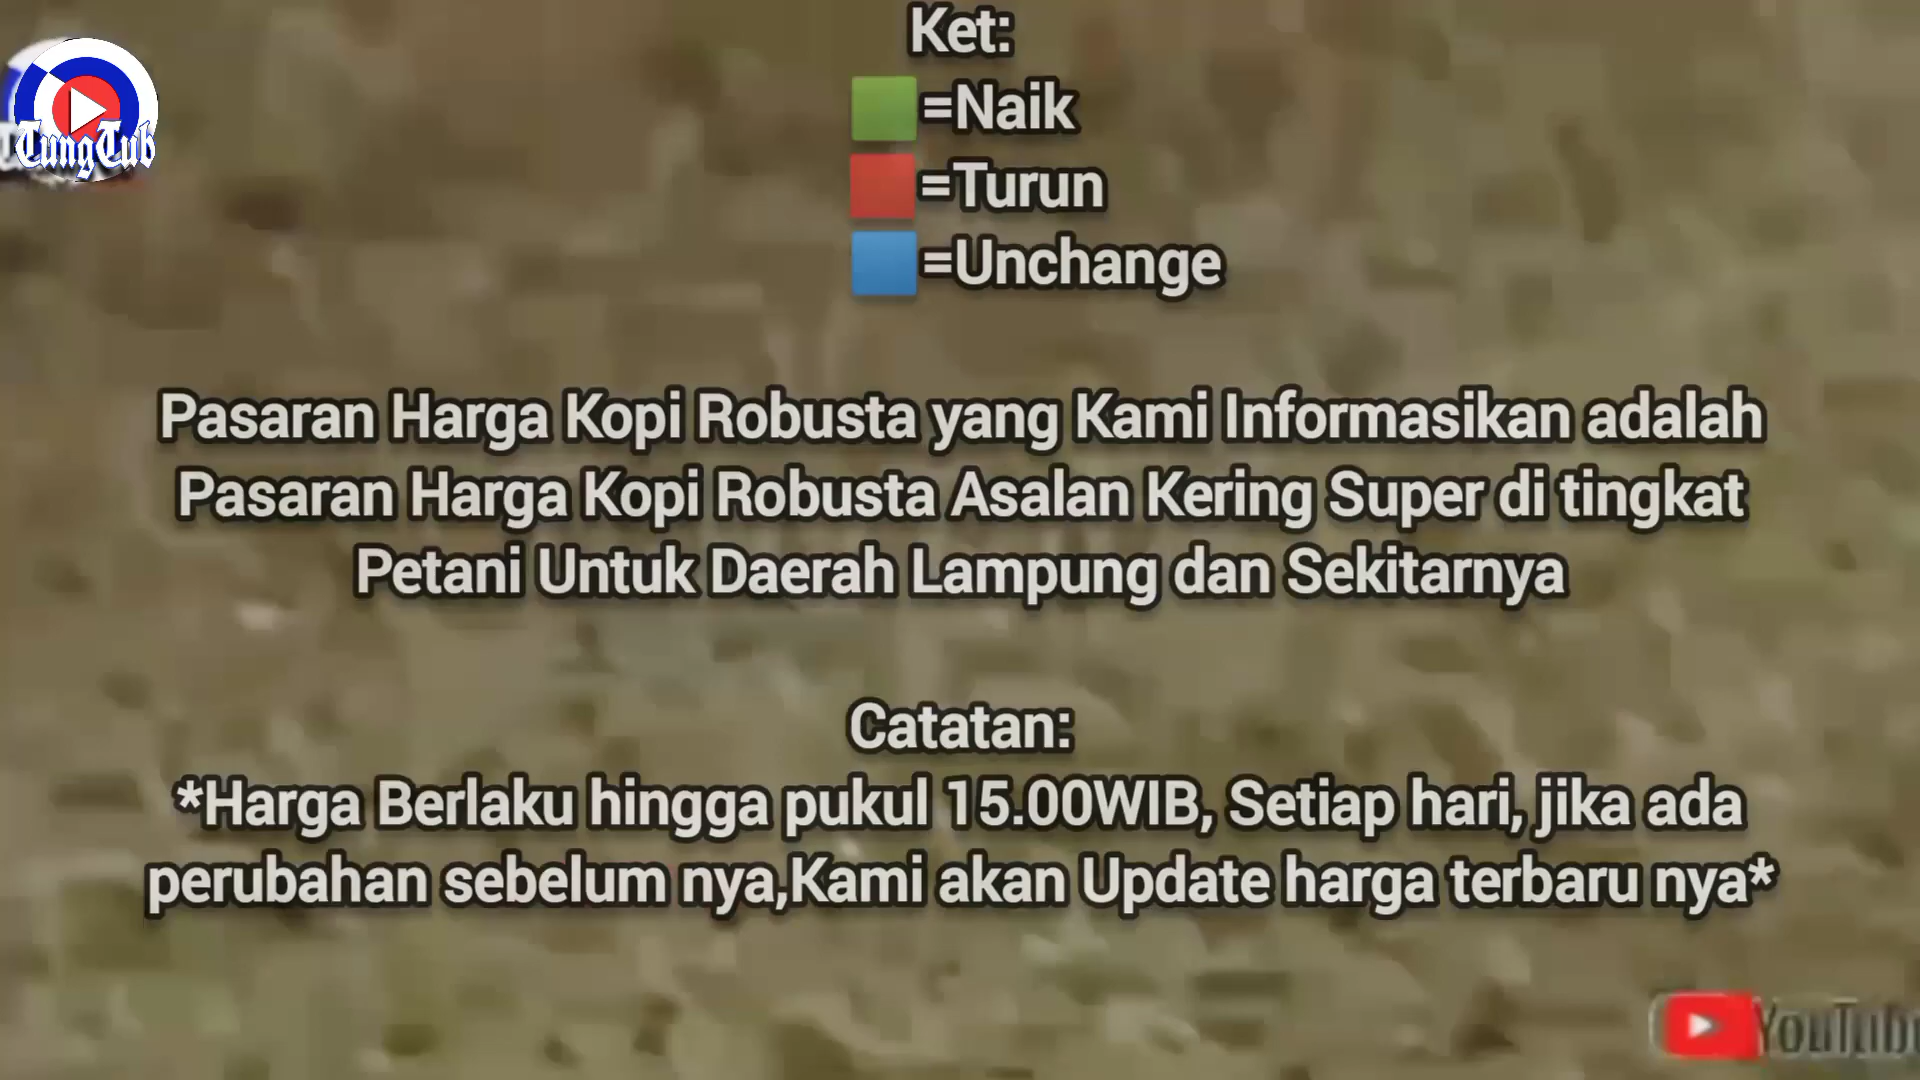 Ket:
🟩=Naik
🟥=Turun
🟦=Unchange
Pasaran Harga Kopi Robusta yang Kami Informasikan adalah
Pasaran Harga Kopi Robusta Asalan Kering Super di tingkat
Petani Untuk Daerah Lampung dan Sekitarnya
Catatan:
*Harga Berlaku hingga pukul 15.00WIB, Setiap hari, jika ada
perubahan sebelum nya,Kami akan Update harga terbaru nya*
TungTub
YouTube